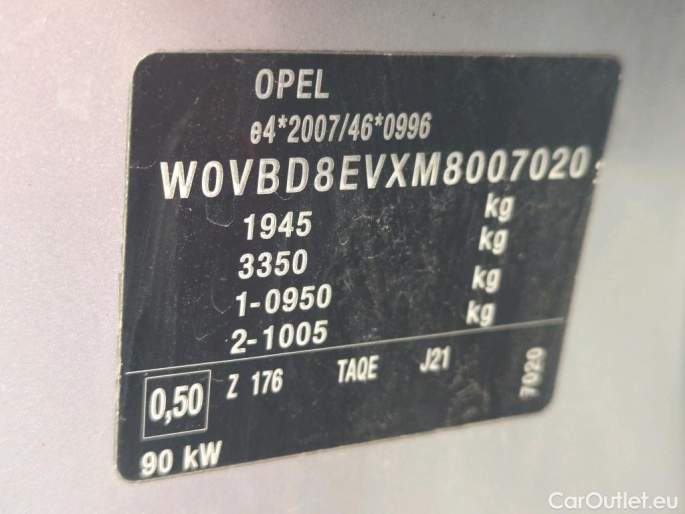 OPEL
e4*2007/46*0996
W0VBD8EVXM8007020
1945 kg
3350 kg
1-0950 kg
2-1005 kg
0,50 Z 176 TAQE J21 7020
90 kW
CarOutlet.eu